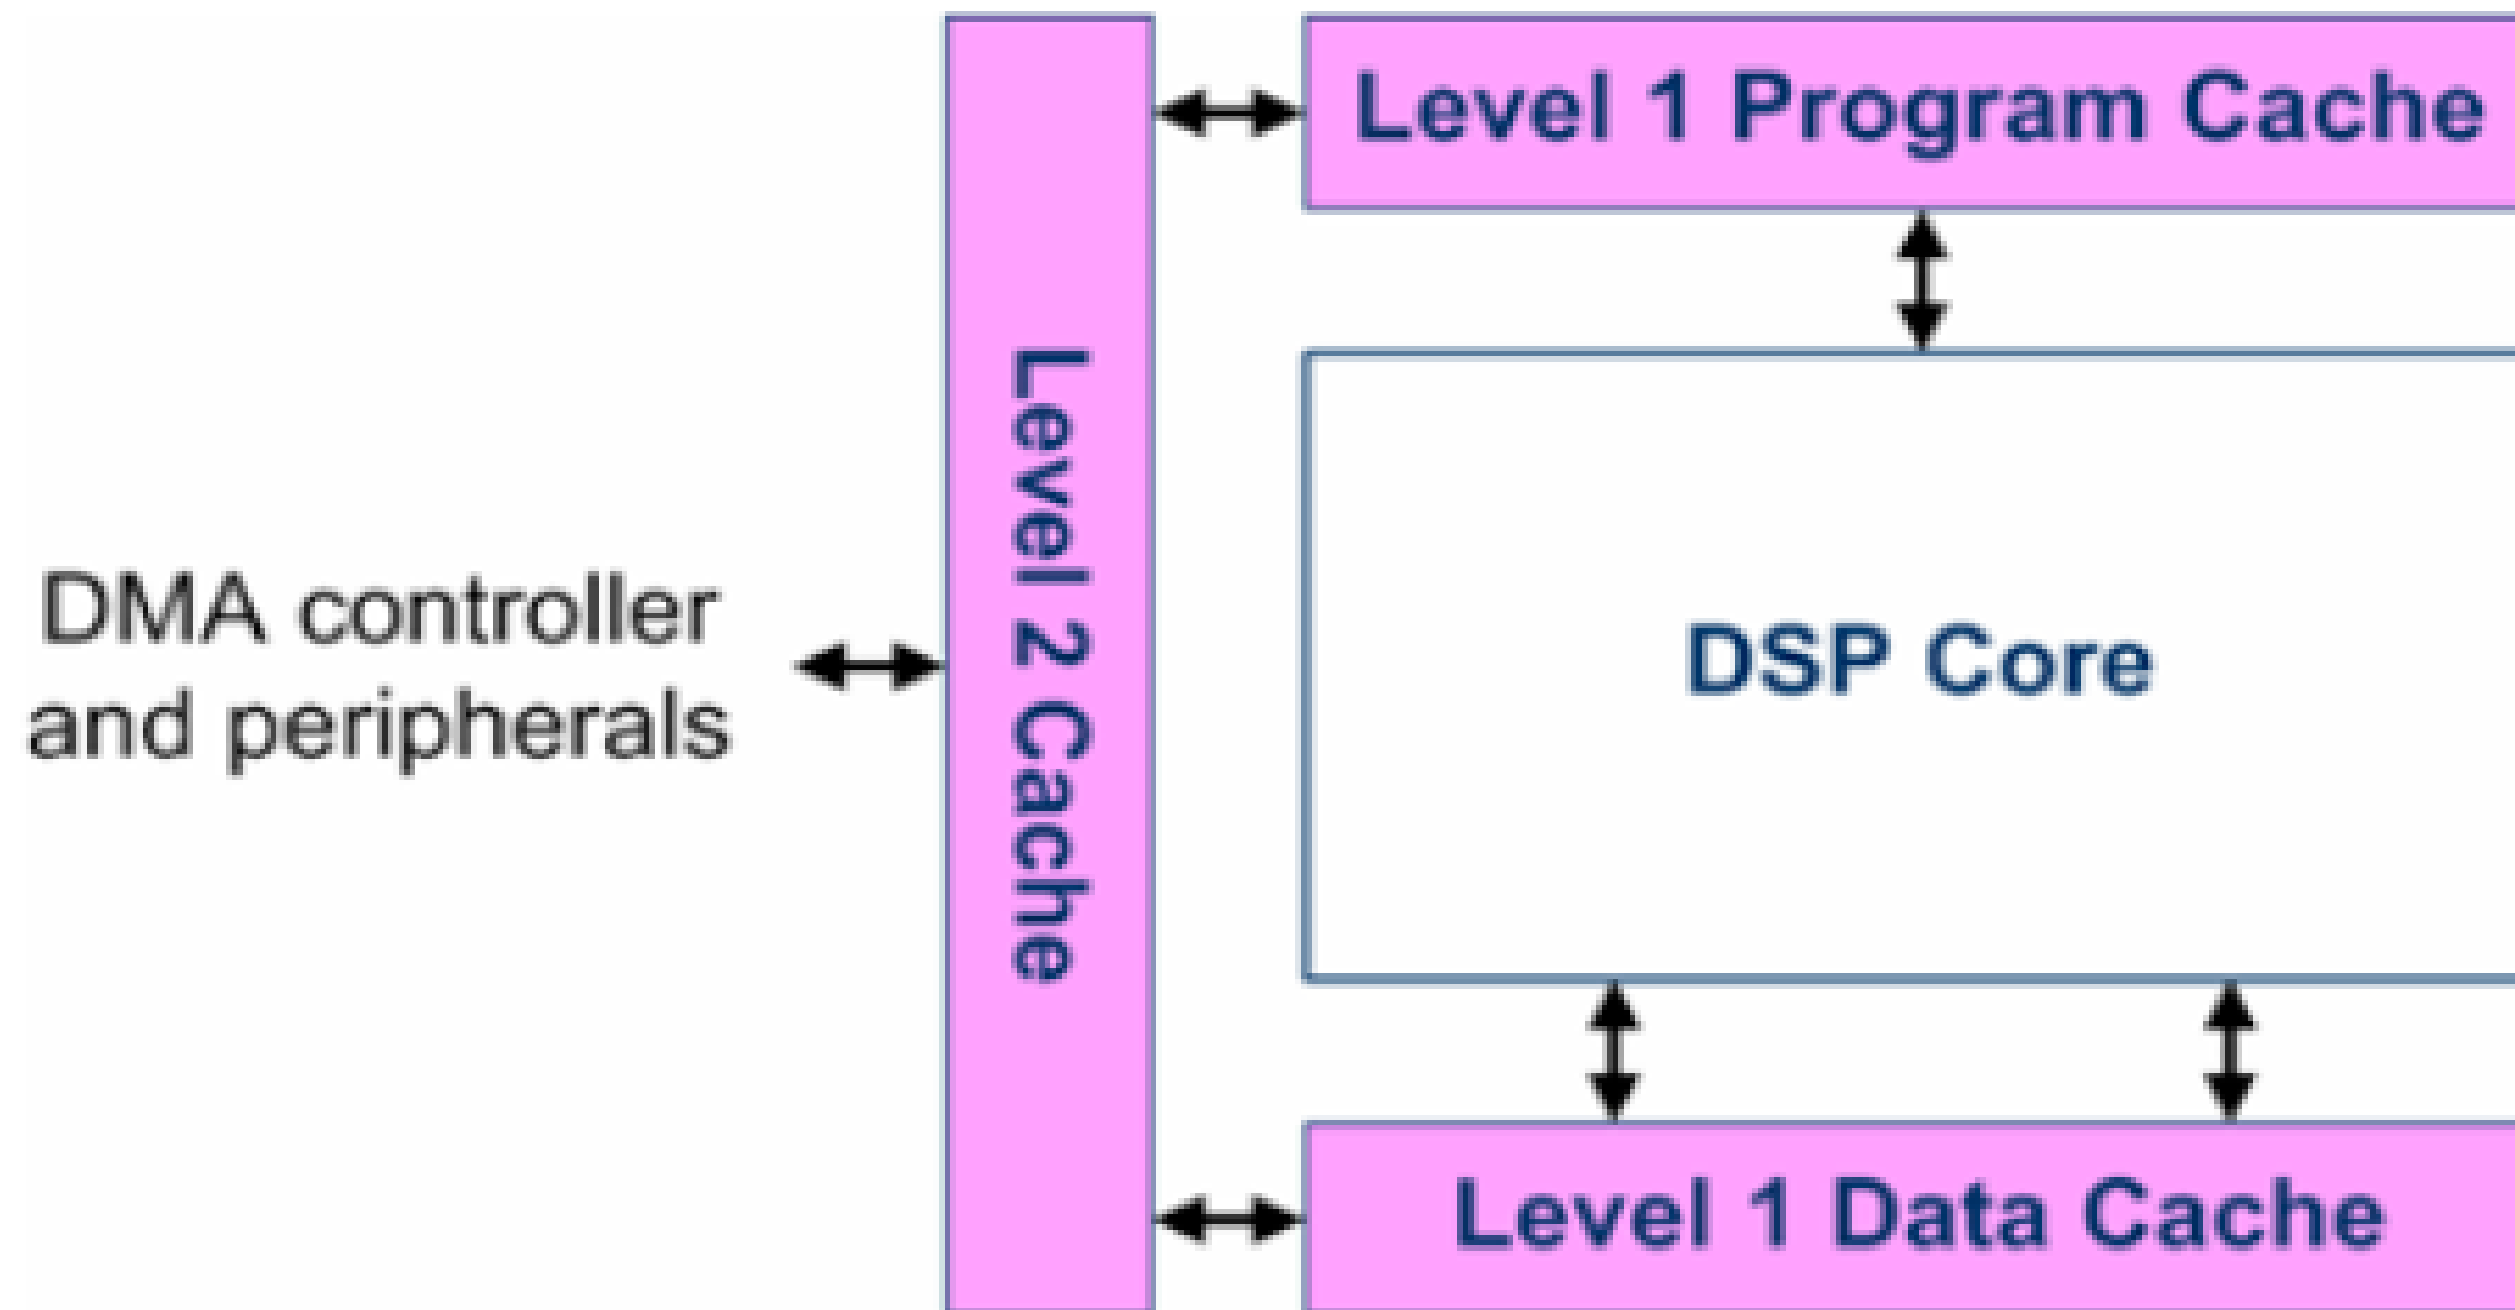 Level 1 Program Cache
Level 2 Cache
DMA controller
and peripherals
DSP Core
Level 1 Data Cache